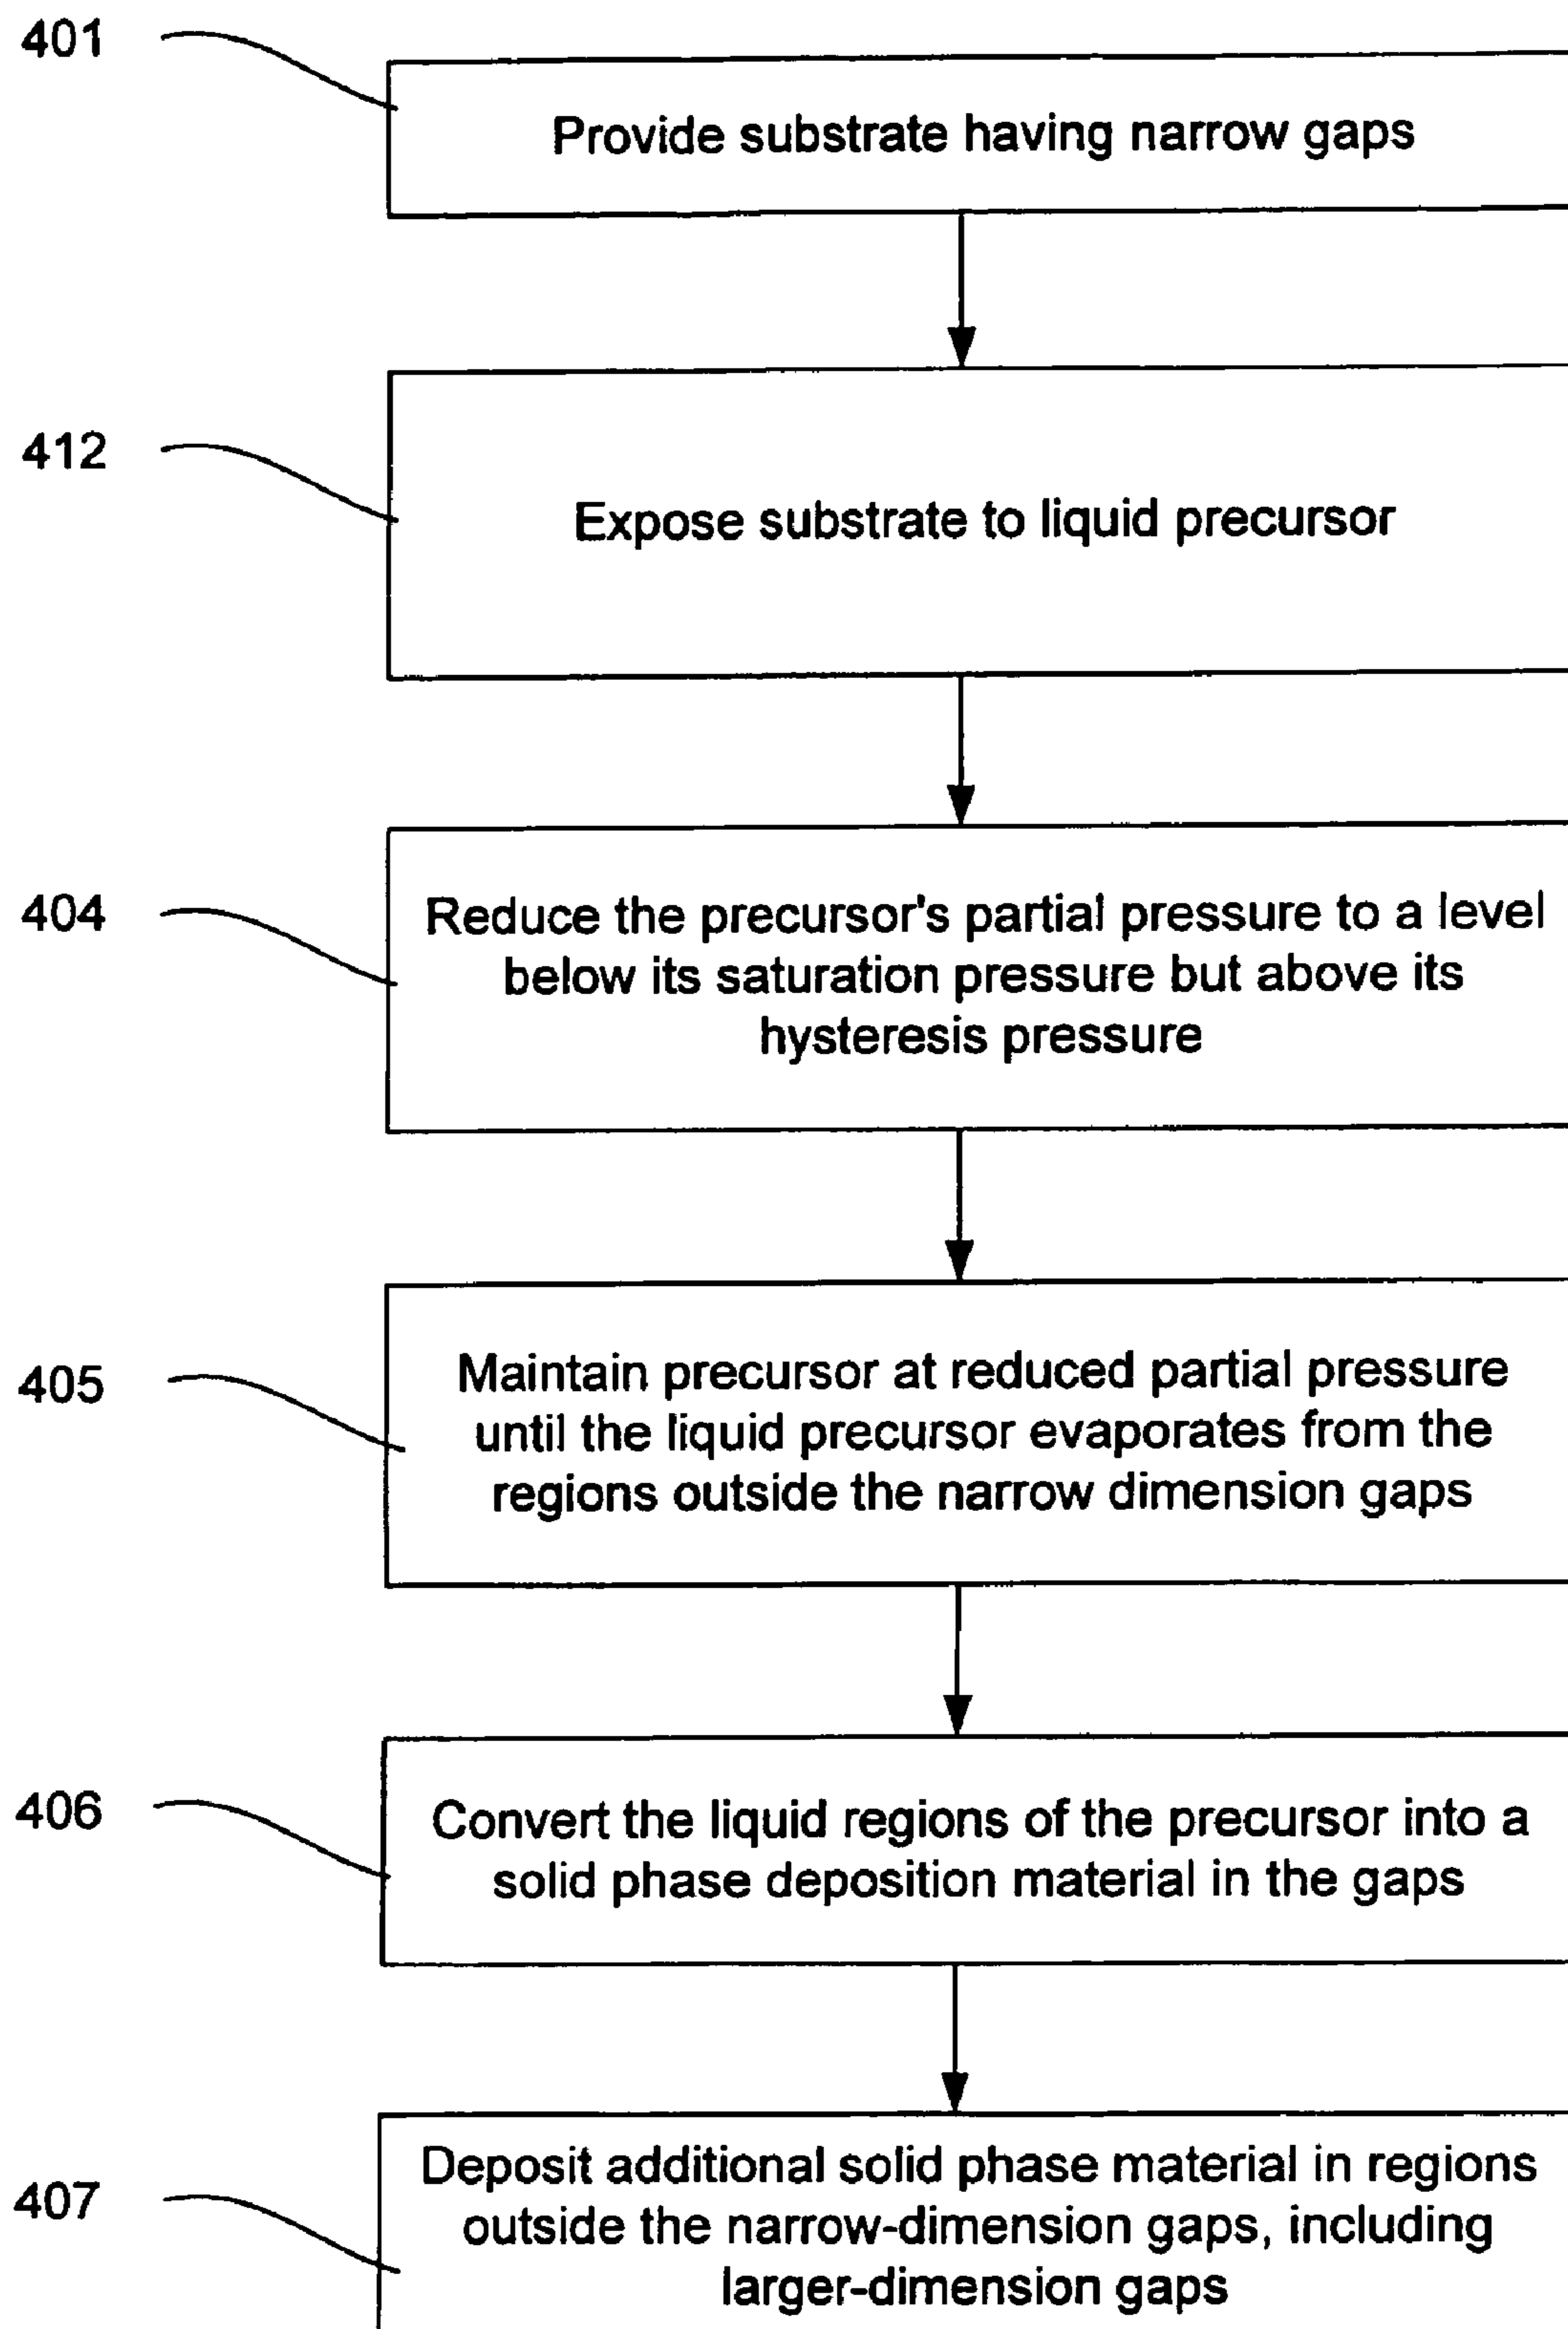 401
Provide substrate having narrow gaps
412
Expose substrate to liquid precursor
404
Reduce the precursor's partial pressure to a level
below its saturation pressure but above its
hysteresis pressure
405
Maintain precursor at reduced partial pressure
until the liquid precursor evaporates from the
regions outside the narrow dimension gaps
406
Convert the liquid regions of the precursor into a
solid phase deposition material in the gaps
407
Deposit additional solid phase material in regions
outside the narrow-dimension gaps, including
larger-dimension gaps